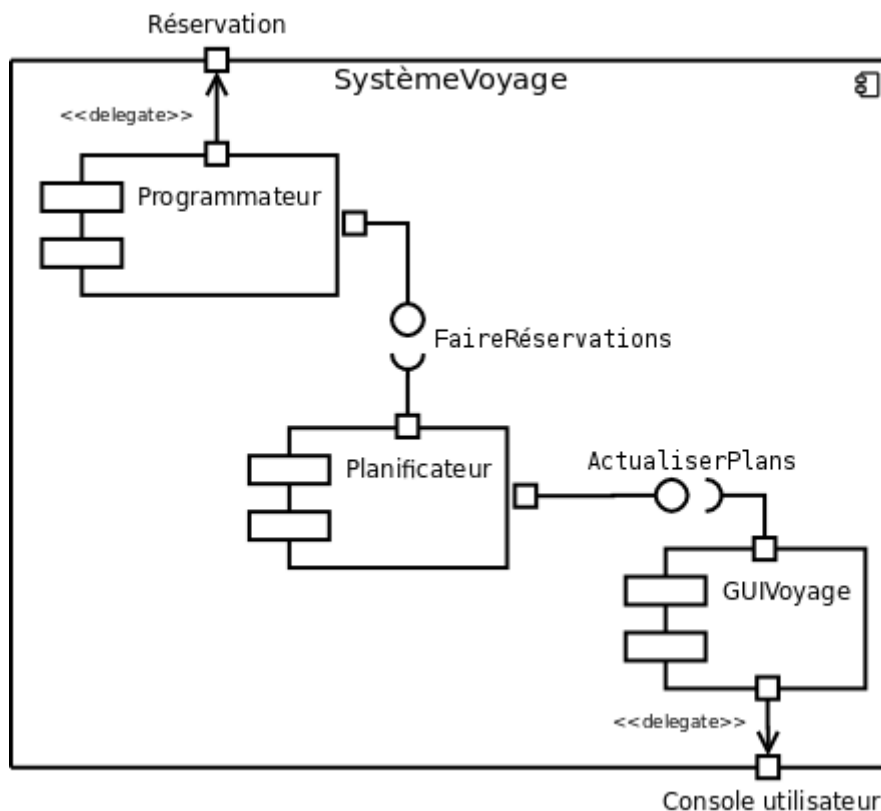 Réservation
SystèmeVoyage
<<delegate>>
Programmateur
FaireRéservations
Planificateur
ActualiserPlans
GUIVoyage
<<delegate>>
Console utilisateur